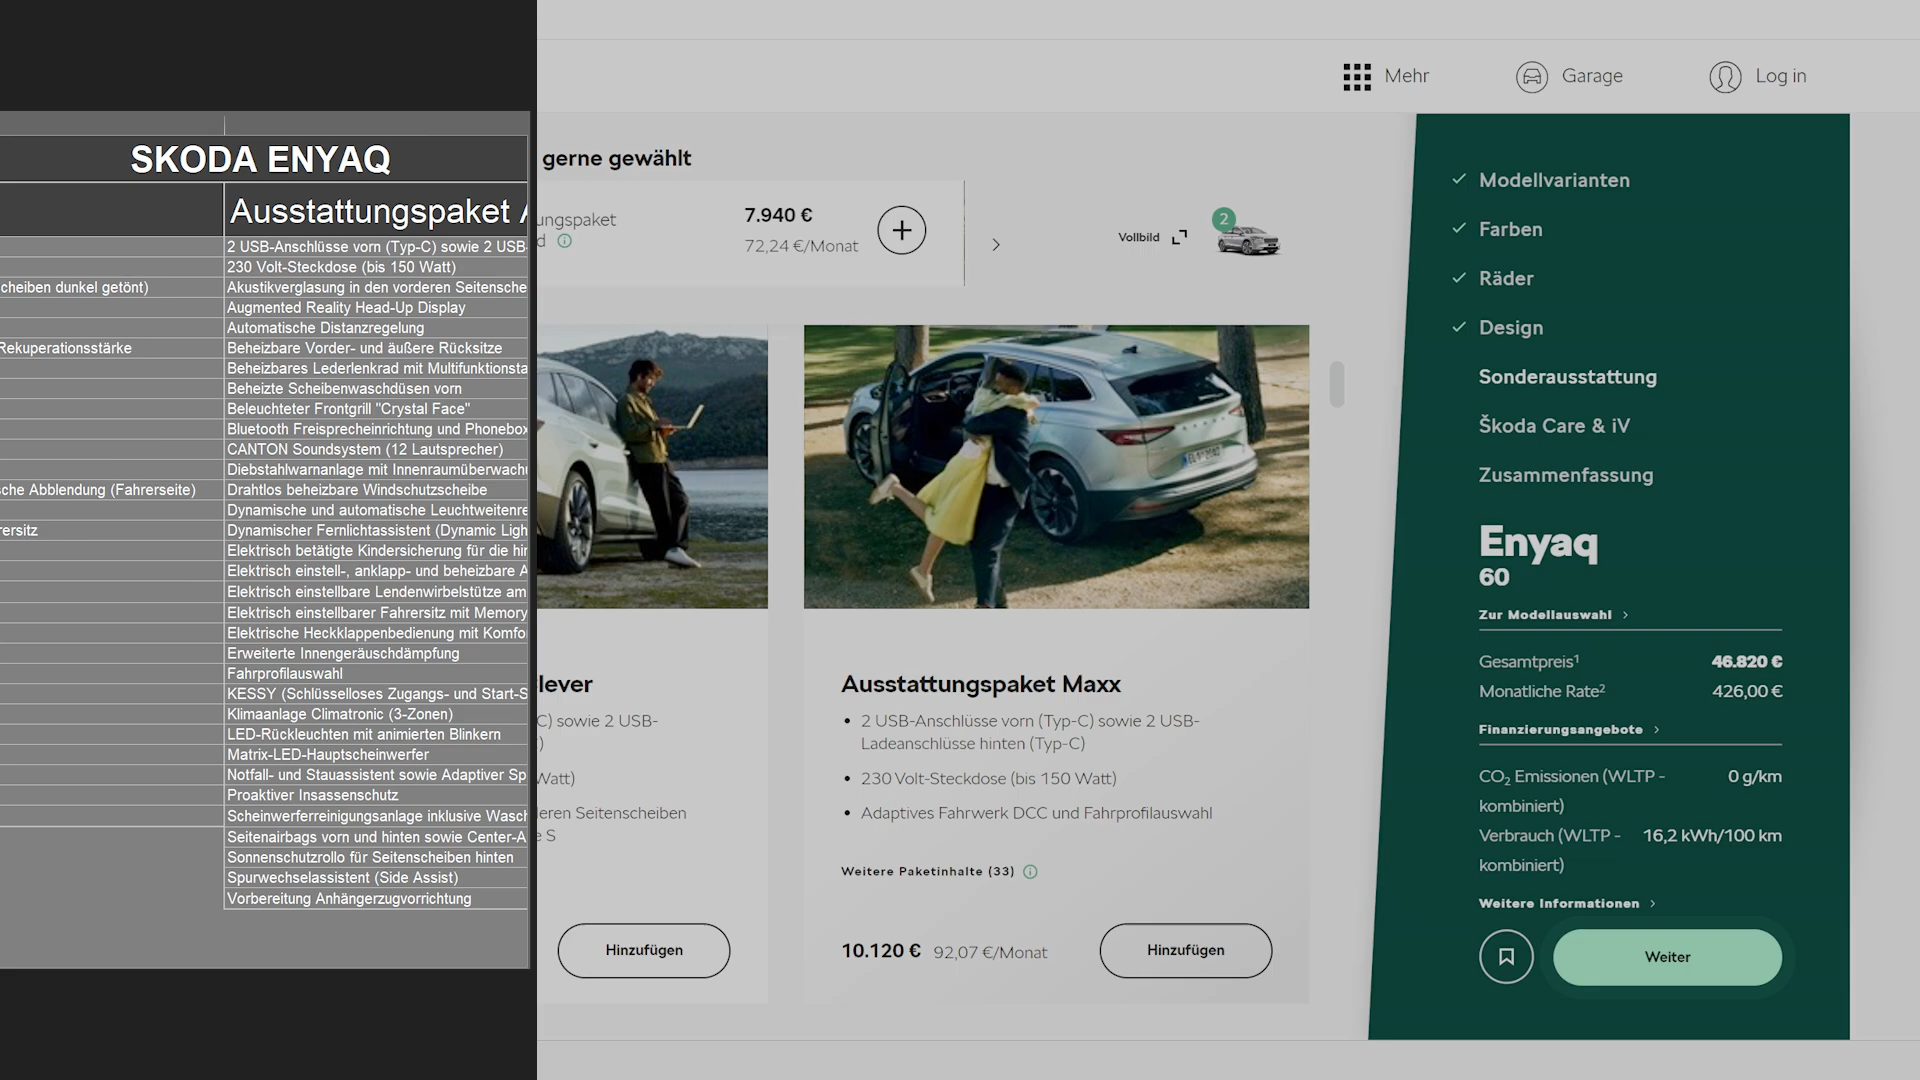 Mehr
Garage
Log in
SKODA ENYAQ
Ausstattungspaket
2 USB-Anschlüsse vorn (Typ-C) sowie 2 USB-
230 Volt-Steckdose (bis 150 Watt)
cheiben dunkel getönt)
Akustikverglasung in den vorderen Seitensche
Augmented Reality Head-Up Display
Automatische Distanzregelung
Rekuperationsstärke
Beheizbare Vorder- und äußere Rücksitze
Beheizbares Lederlenkrad mit Multifunktionsta
Beheizte Scheibenwaschdüsen vorn
Beleuchteter Frontgrill "Crystal Face"
Bluetooth Freisprecheinrichtung und Phonebox
CANTON Soundsystem (12 Lautsprecher)
Diebstahlwarnanlage mit Innenraumüberwach
sche Abblendung (Fahrerseite)
Drahtlos beheizbare Windschutzscheibe
Dynamische und automatische Leuchtweitenre
rersitz
Dynamischer Fernlichtassistent (Dynamic Ligh
Elektrisch betätigte Kindersicherung für die hin
Elektrisch einstell-, anklapp- und beheizbare A
Elektrisch einstellbare Lendenwirbelstütze am
Elektrisch einstellbarer Fahrersitz mit Memory
Elektrische Heckklappenbedienung mit Komfo
Erweiterte Innengeräuschdämpfung
Fahrprofilauswahl
KESSY (Schlüsselloses Zugangs- und Start-S
Klimaanlage Climatronic (3-Zonen)
LED-Rückleuchten mit animierten Blinkern
Matrix-LED-Hauptscheinwerfer
Notfall- und Stauassistent sowie Adaptiver Sp
Proaktiver Insassenschutz
Scheinwerferreinigungsanlage inklusive Wasch
Seitenairbags vorn und hinten sowie Center-A
Sonnenschutzrollo für Seitenscheiben hinten
Spurwechselassistent (Side Assist)
Vorbereitung Anhängerzugvorrichtung
gerne gewählt
ungspaket
d
7.940 €
72,24 €/Monat
Vollbild
2
lever
C) sowie 2 USB-
)
Watt)
deren Seitenscheiben
e S
Hinzufügen
Ausstattungspaket Maxx
• 2 USB-Anschlüsse vorn (Typ-C) sowie 2 USB-
Ladeanschlüsse hinten (Typ-C)
• 230 Volt-Steckdose (bis 150 Watt)
• Adaptives Fahrwerk DCC und Fahrprofilauswahl
Weitere Paketinhalte (33)
10.120 € 92,07 €/Monat
Hinzufügen
Modellvarianten
Farben
Räder
Design
Sonderausstattung
Škoda Care & iV
Zusammenfassung
Enyaq
60
Zur Modellauswahl
Gesamtpreis¹ 46.820 €
Monatliche Rate² 426,00 €
Finanzierungsangebote
CO₂ Emissionen (WLTP - 0 g/km
kombiniert)
Verbrauch (WLTP - 16,2 kWh/100 km
kombiniert)
Weitere Informationen
Weiter